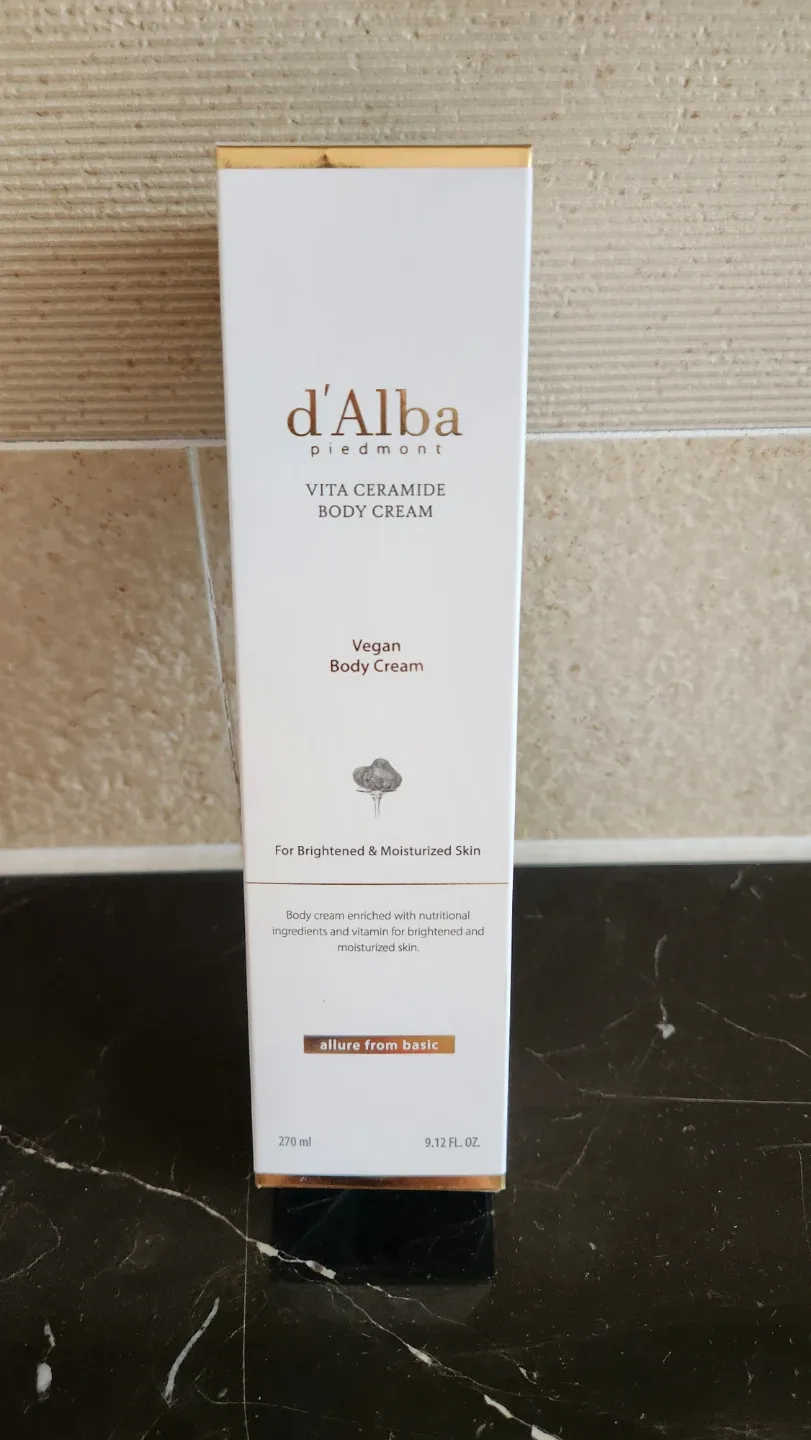 d'Alba
piedmont
VITA CERAMIDE
BODY CREAM
Vegan
Body Cream
For Brightened & Moisturized Skin
Body cream enriched with nutritional
ingredients and vitamin for brightened and
moisturized skin.
allure from basic
270 ml 9.12 FL. OZ.